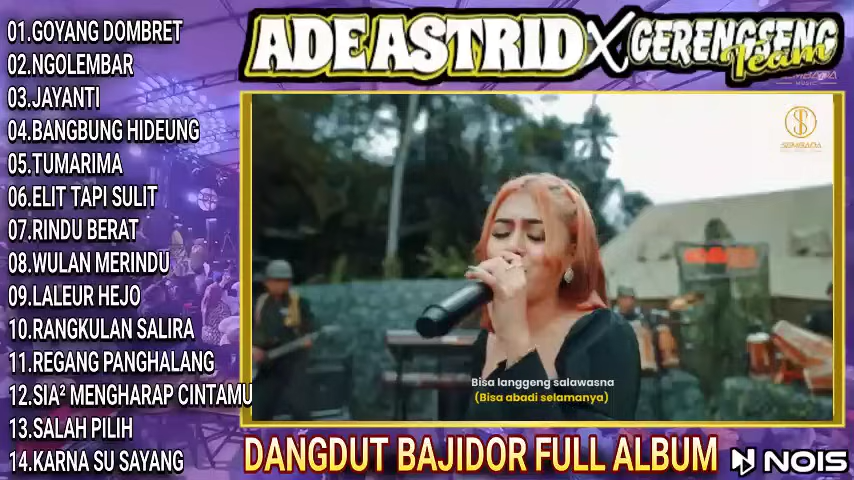 01.GOYANG DOMBRET
02.NGOLEMBAR
03.JAYANTI
04.BANGBUNG HIDEUNG
05.TUMARIMA
06.ELIT TAPI SULIT
07.RINDU BERAT
08.WULAN MERINDU
09.LALEUR HEJO
10.RANGKULAN SALIRA
11.REGANG PANGHALANG
12.SIA² MENGHARAP CINTAMU
13.SALAH PILIH
14.KARNA SU SAYANG
ADE ASTRID X GERENGSENG
Team
SEMBADA
MUSIC
SEMBADA
Bisa langgeng salawasna
(Bisa abadi selamanya)
DANGDUT BAJIDOR FULL ALBUM
NOIS